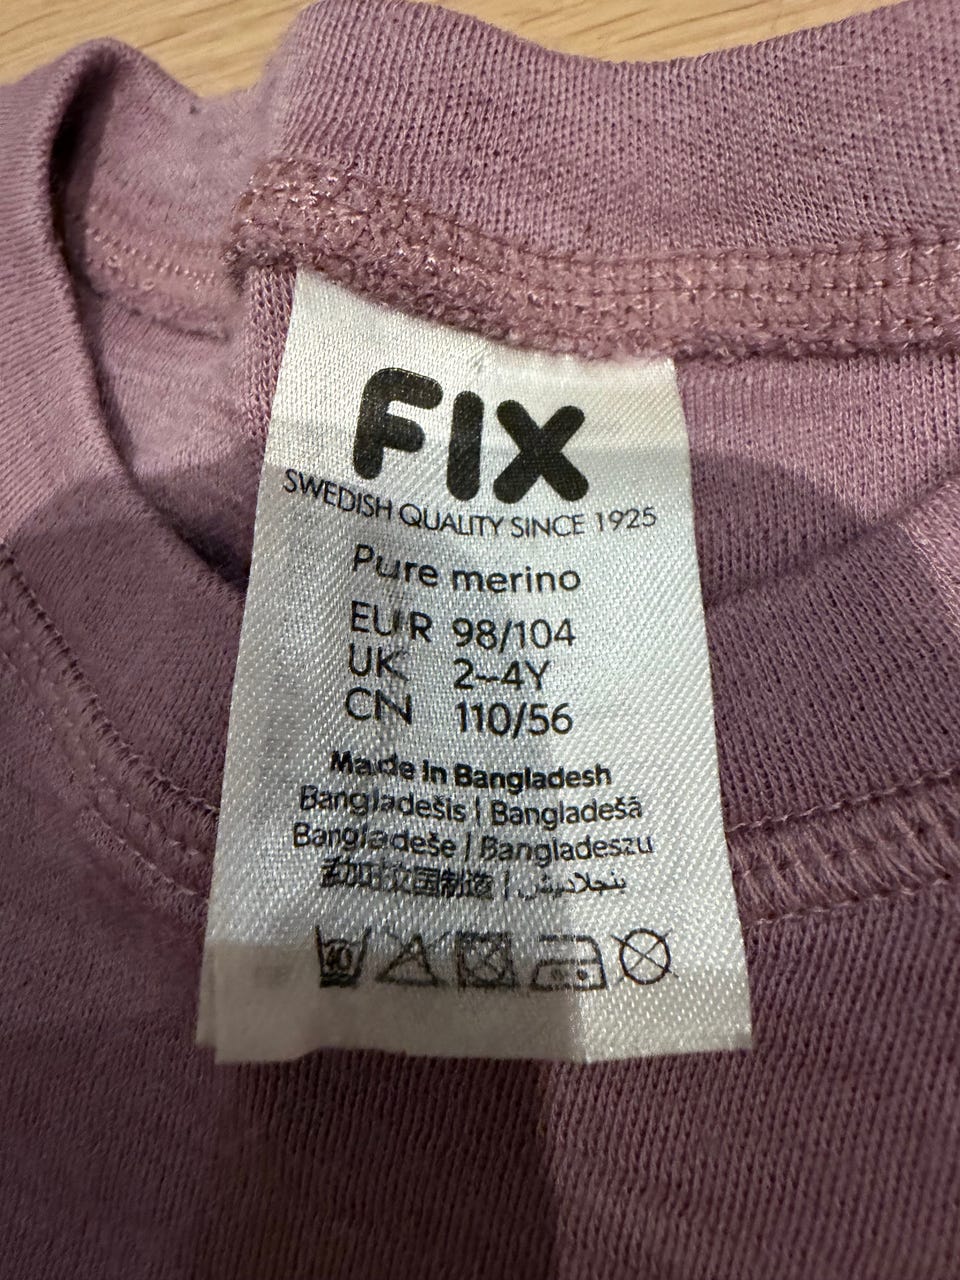 FIX
SWEDISH QUALITY SINCE 1925
Pure merino
EUR 98/104
UK 2–4Y
CN 110/56
Made in Bangladesh
Bangladešis | Bangladešā
Bangladeše | Bangladeszu
孟加拉国制造 | بنجلاديش
40